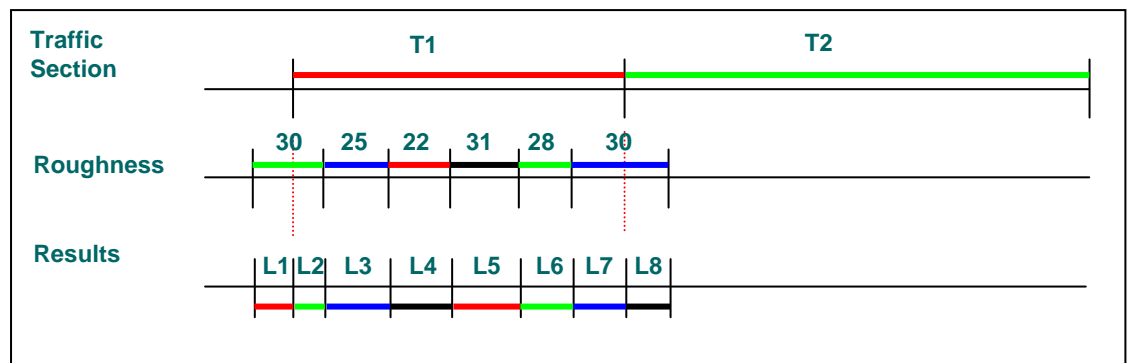 Traffic
Section
T1
T2
30
25
22
31
28
30
Roughness
Results
L1
L2
L3
L4
L5
L6
L7
L8